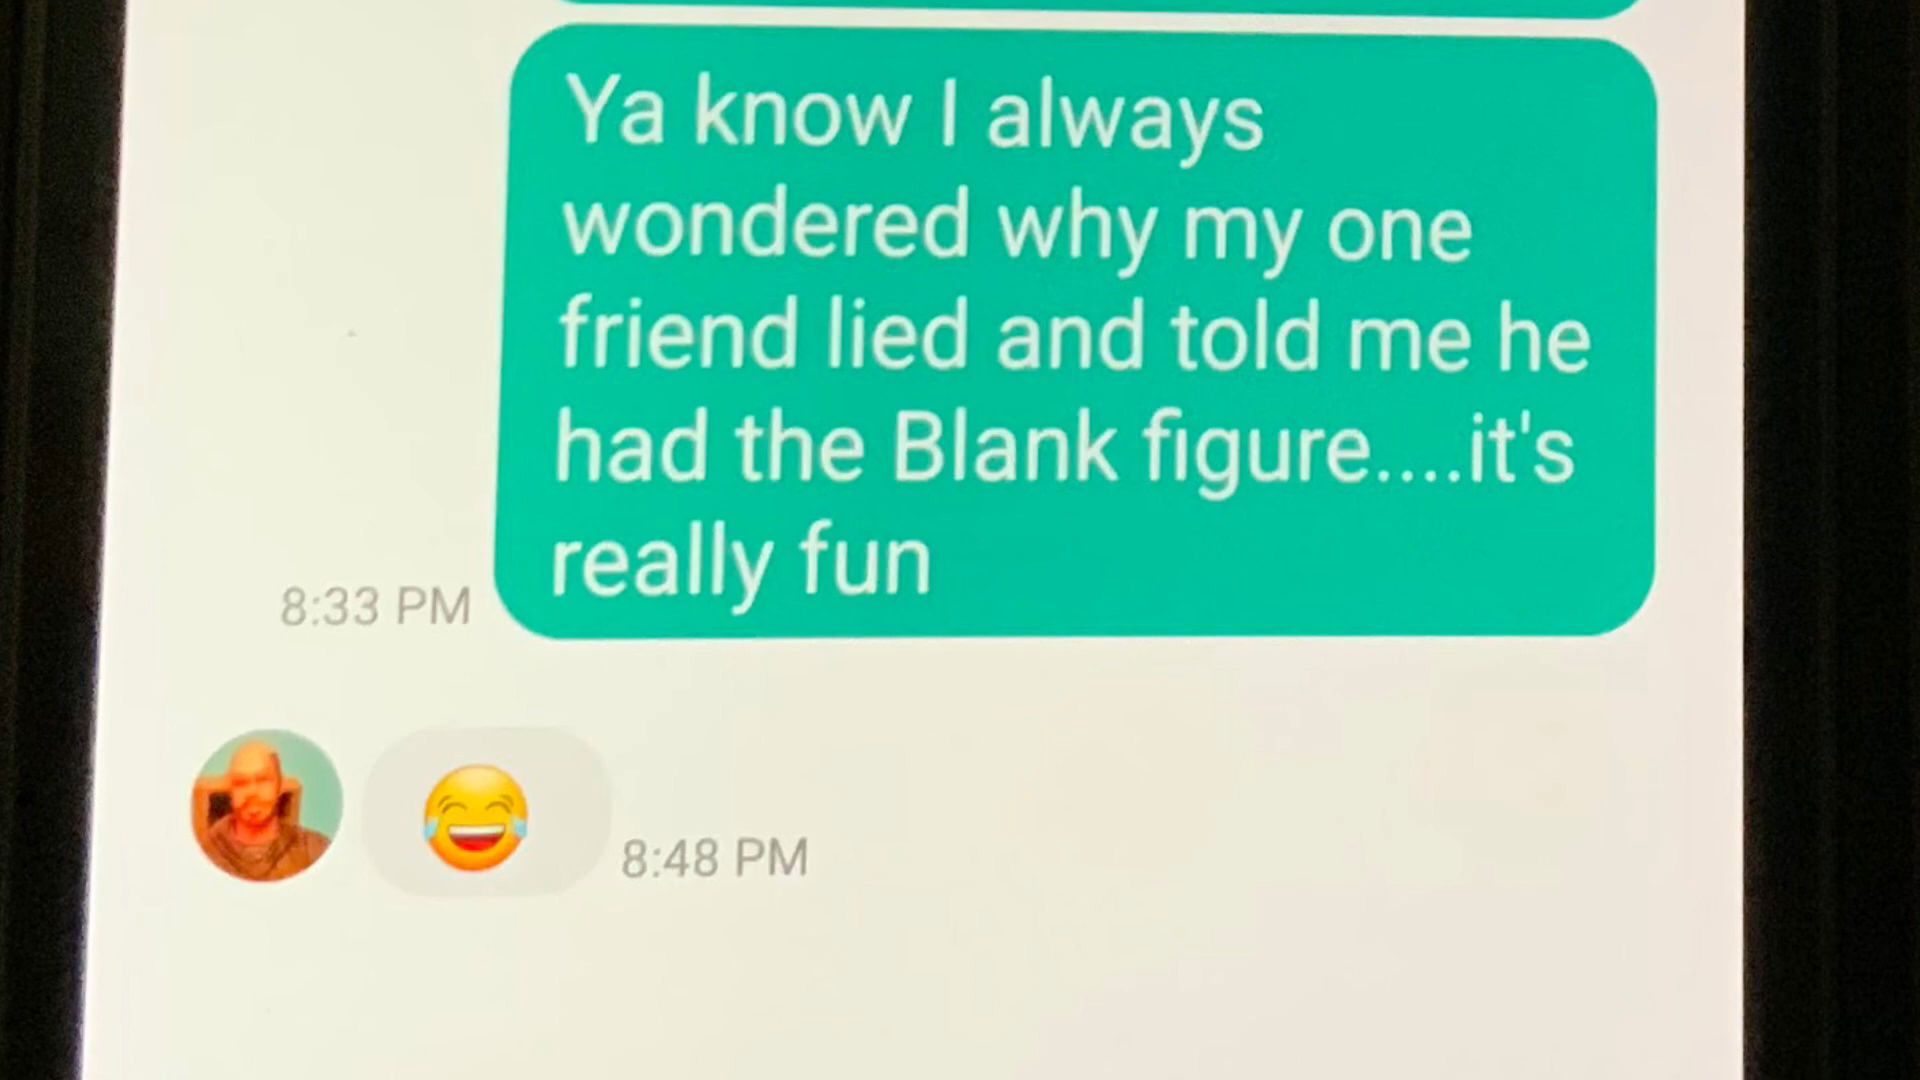 Ya know I always
wondered why my one
friend lied and told me he
had the Blank figure....it's
really fun
8:33 PM
😂
8:48 PM